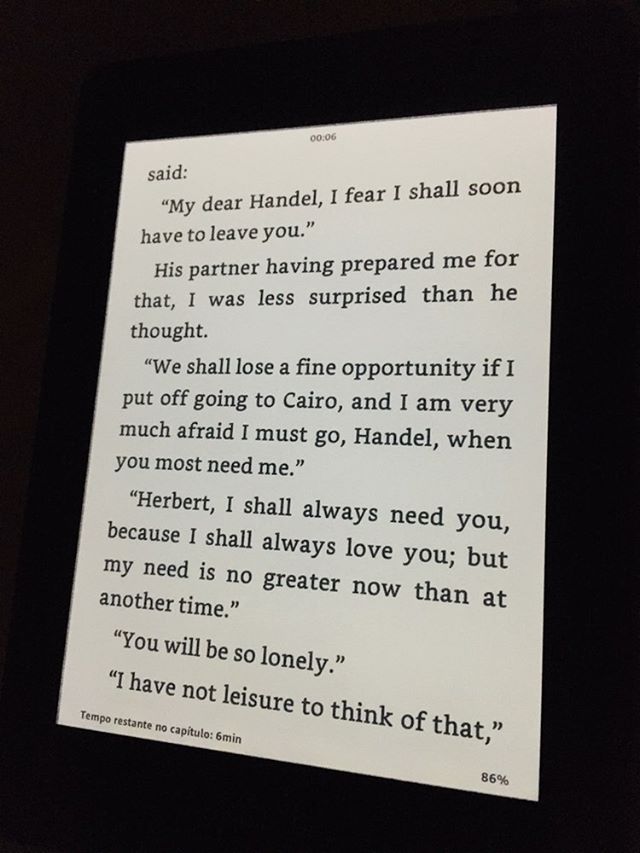 00:06
said:
“My dear Handel, I fear I shall soon
have to leave you.”
His partner having prepared me for
that, I was less surprised than he
thought.
“We shall lose a fine opportunity if I
put off going to Cairo, and I am very
much afraid I must go, Handel, when
you most need me.”
“Herbert, I shall always need you,
because I shall always love you; but
my need is no greater now than at
another time.”
“You will be so lonely.”
“I have not leisure to think of that,”
Tempo restante no capítulo: 6min
86%